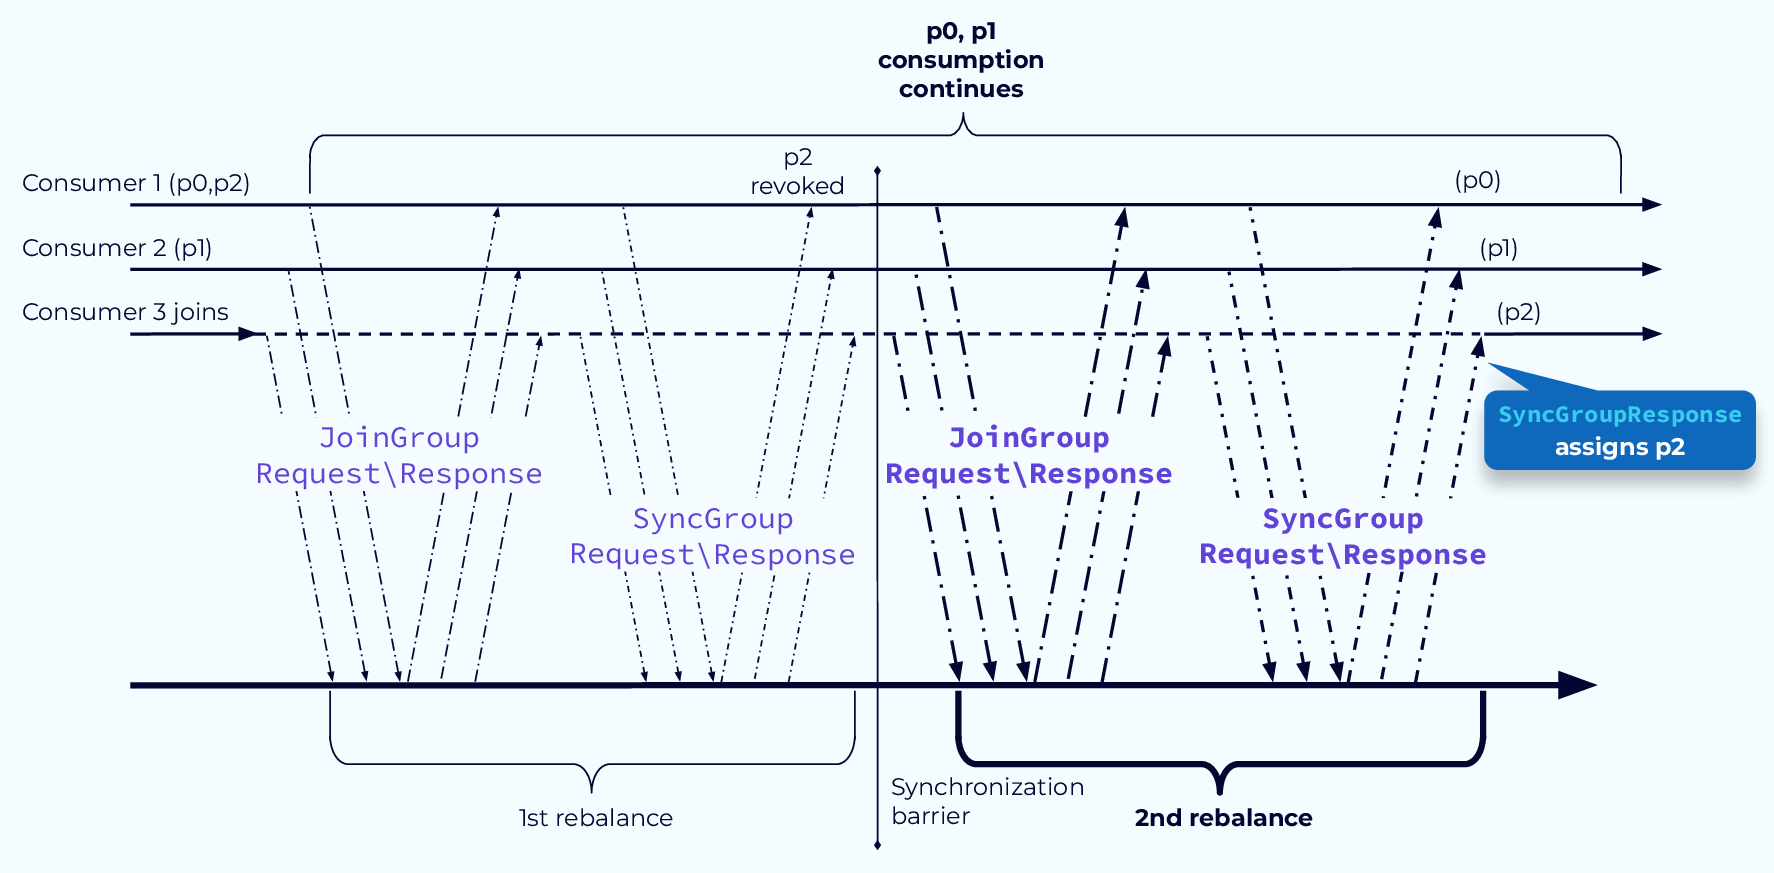 p0, p1
consumption
continues
p2
revoked
Consumer 1 (p0,p2)
(p0)
Consumer 2 (p1)
(p1)
Consumer 3 joins
(p2)
SyncGroupResponse
assigns p2
JoinGroup
Request\Response
SyncGroup
Request\Response
JoinGroup
Request\Response
SyncGroup
Request\Response
1st rebalance
Synchronization
barrier
2nd rebalance